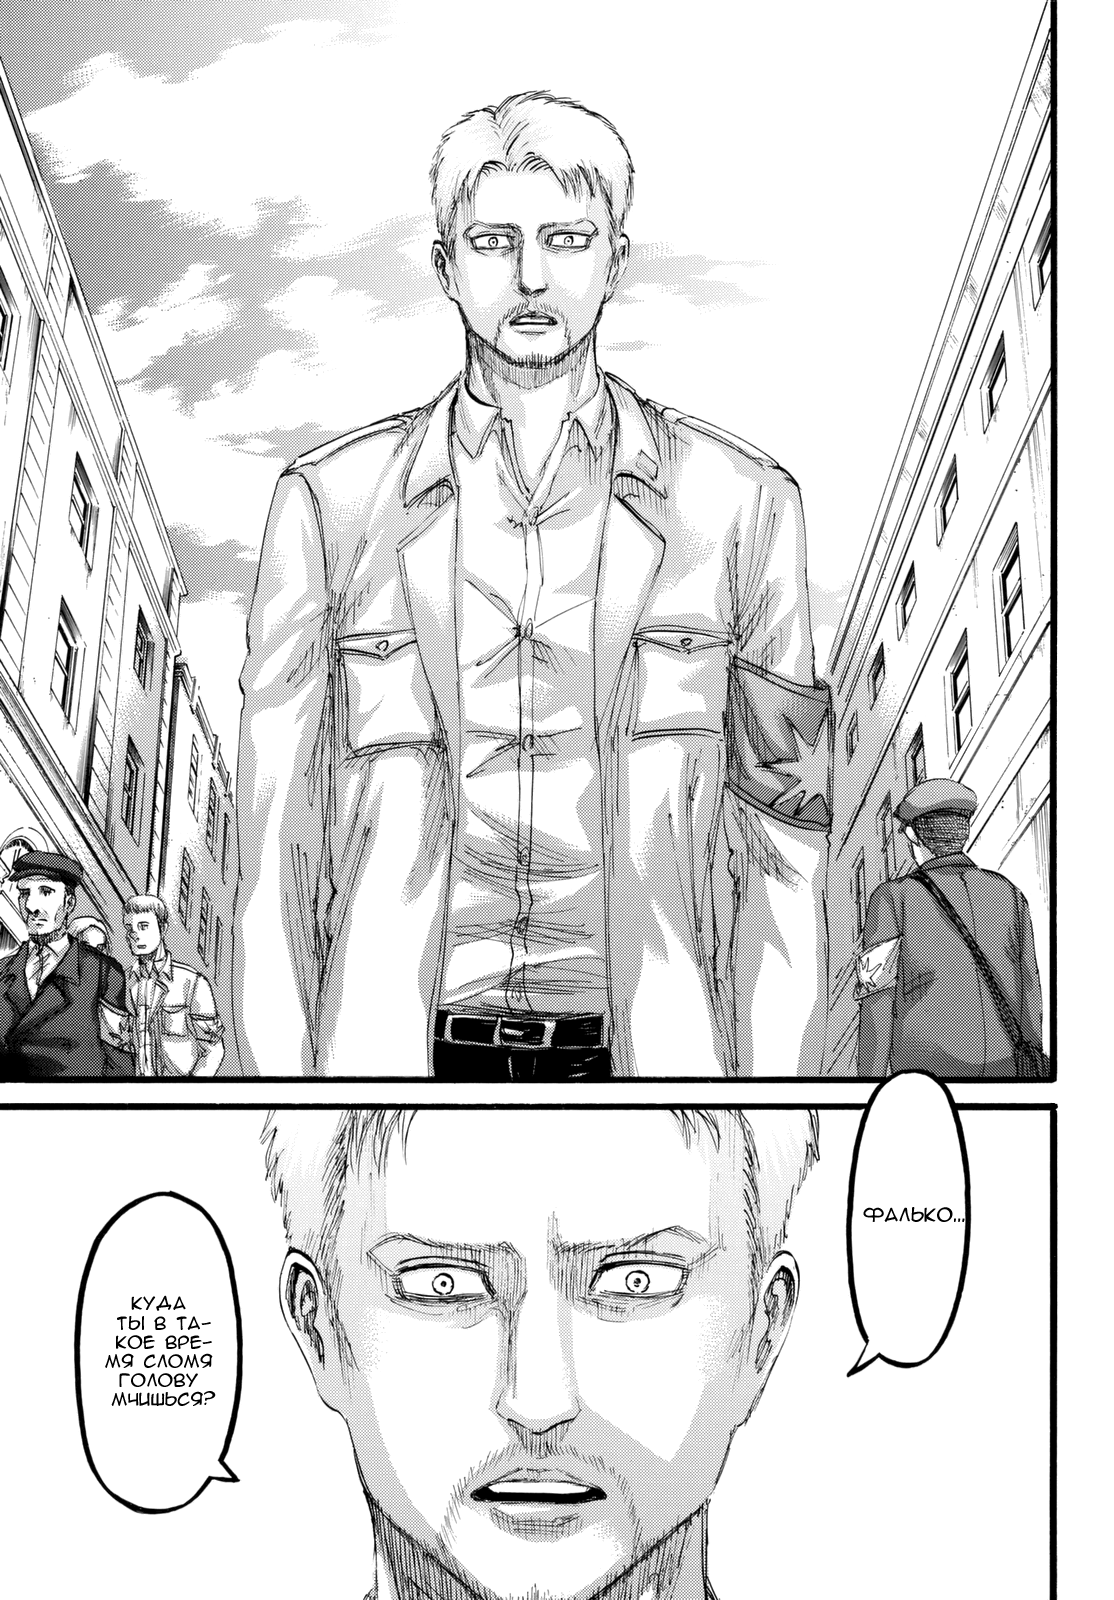 ФАЛЬКО...
КУДА
ТЫ В ТА-
КОЕ ВРЕ-
МЯ СЛОМЯ
ГОЛОВУ
МЧИШЬСЯ?